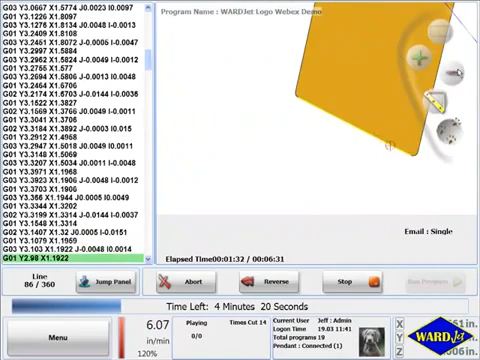 G03 Y3.0667 X1.5774 J0.0023 I0.0097
G01 Y3.1226 X1.8097
G03 Y3.1276 X1.8134 J-0.0048 I0.0013
G01 Y3.2409 X1.8108
G03 Y3.2451 X1.8072 J-0.0005 I-0.0049
G01 Y3.2997 X1.5884
G03 Y3.2962 X1.5824 J-0.0049 I-0.0012
G01 Y3.2755 X1.577
G03 Y3.2694 X1.5806 J-0.0013 I0.0048
G01 Y3.2464 X1.6706
G03 Y3.2174 X1.6703 J-0.0144 I-0.0036
G01 Y3.1522 X1.3827
G03 Y3.1569 X1.3766 J0.0049 I-0.0011
G01 Y3.3041 X1.3706
G02 Y3.3184 X1.3892 J-0.0003 I0.015
G01 Y3.2912 X1.4968
G03 Y3.2947 X1.5018 J0.0049 I0.0011
G01 Y3.3148 X1.5069
G03 Y3.3207 X1.5034 J0.0011 I-0.0048
G01 Y3.3971 X1.1968
G03 Y3.3923 X1.1906 J-0.0048 I-0.0012
G01 Y3.3703 X1.1906
G03 Y3.366 X1.1944 J0.0005 I0.0049
G01 Y3.3344 X1.3202
G02 Y3.3199 X1.3314 J-0.0144 I-0.0037
G01 Y3.1548 X1.3314
G02 Y3.1407 X1.32 J0.0005 I-0.0151
G01 Y3.1079 X1.1969
G03 Y3.103 X1.1922 J-0.0048 I0.0014
G01 Y2.98 X1.1922
Program Name : WARDJet Logo Webex Demo
Email : Single
Elapsed Time00:01:32 / 00:06:31
Line
86 / 360
Jump Panel
Abort
Reverse
Stop
Time Left: 4 Minutes 20 Seconds
Menu
6.07
in/min
120%
Playing
Times Cut 14
0/0
Current User Jeff : Admin
Logon Time 19.03 11:41
Total programs 19
Pendant : Connected (1)
X
Y
Z
WARDJet